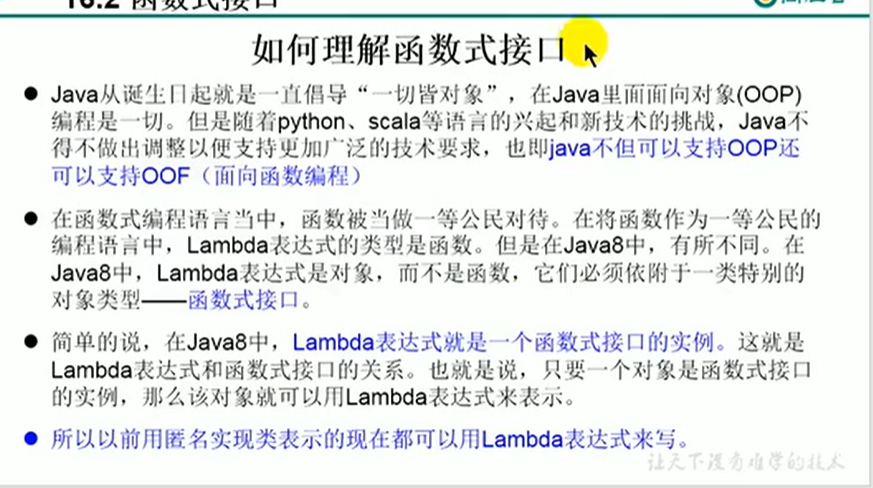 16.2 函数式接口
如何理解函数式接口
Java从诞生日起就是一直倡导“一切皆对象”，在Java里面面向对象(OOP)
编程是一切。但是随着python、scala等语言的兴起和新技术的挑战，Java不
得不做出调整以便支持更加广泛的技术要求，也即java不但可以支持OOP还
可以支持OOF（面向函数编程）
在函数式编程语言当中，函数被当做一等公民对待。在将函数作为一等公民的
编程语言中，Lambda表达式的类型是函数。但是在Java8中，有所不同。在
Java8中，Lambda表达式是对象，而不是函数，它们必须依附于一类特别的
对象类型——函数式接口。
简单的说，在Java8中，Lambda表达式就是一个函数式接口的实例。这就是
Lambda表达式和函数式接口的关系。也就是说，只要一个对象是函数式接口
的实例，那么该对象就可以用Lambda表达式来表示。
所以以前用匿名实现类表示的现在都可以用Lambda表达式来写。
让天下没有难学的技术